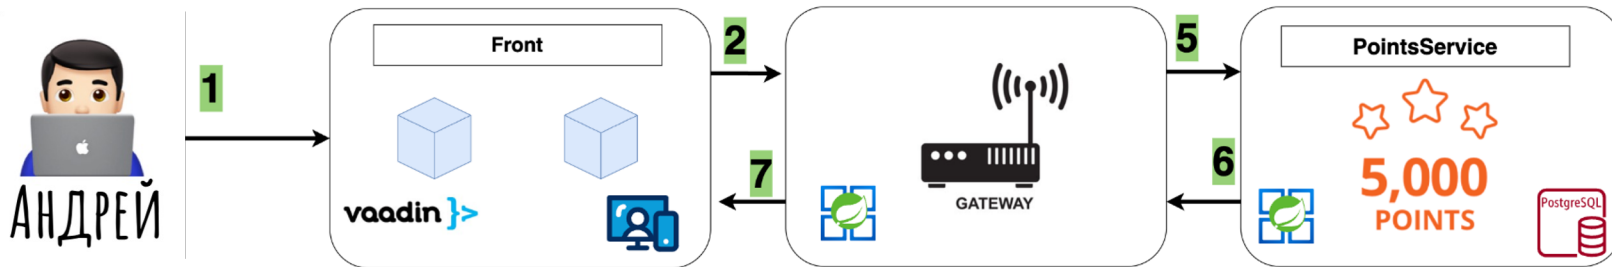 АНДРЕЙ
1
Front
vaadin}>
2
7
GATEWAY
5
6
PointsService
5,000
POINTS
PostgreSQL